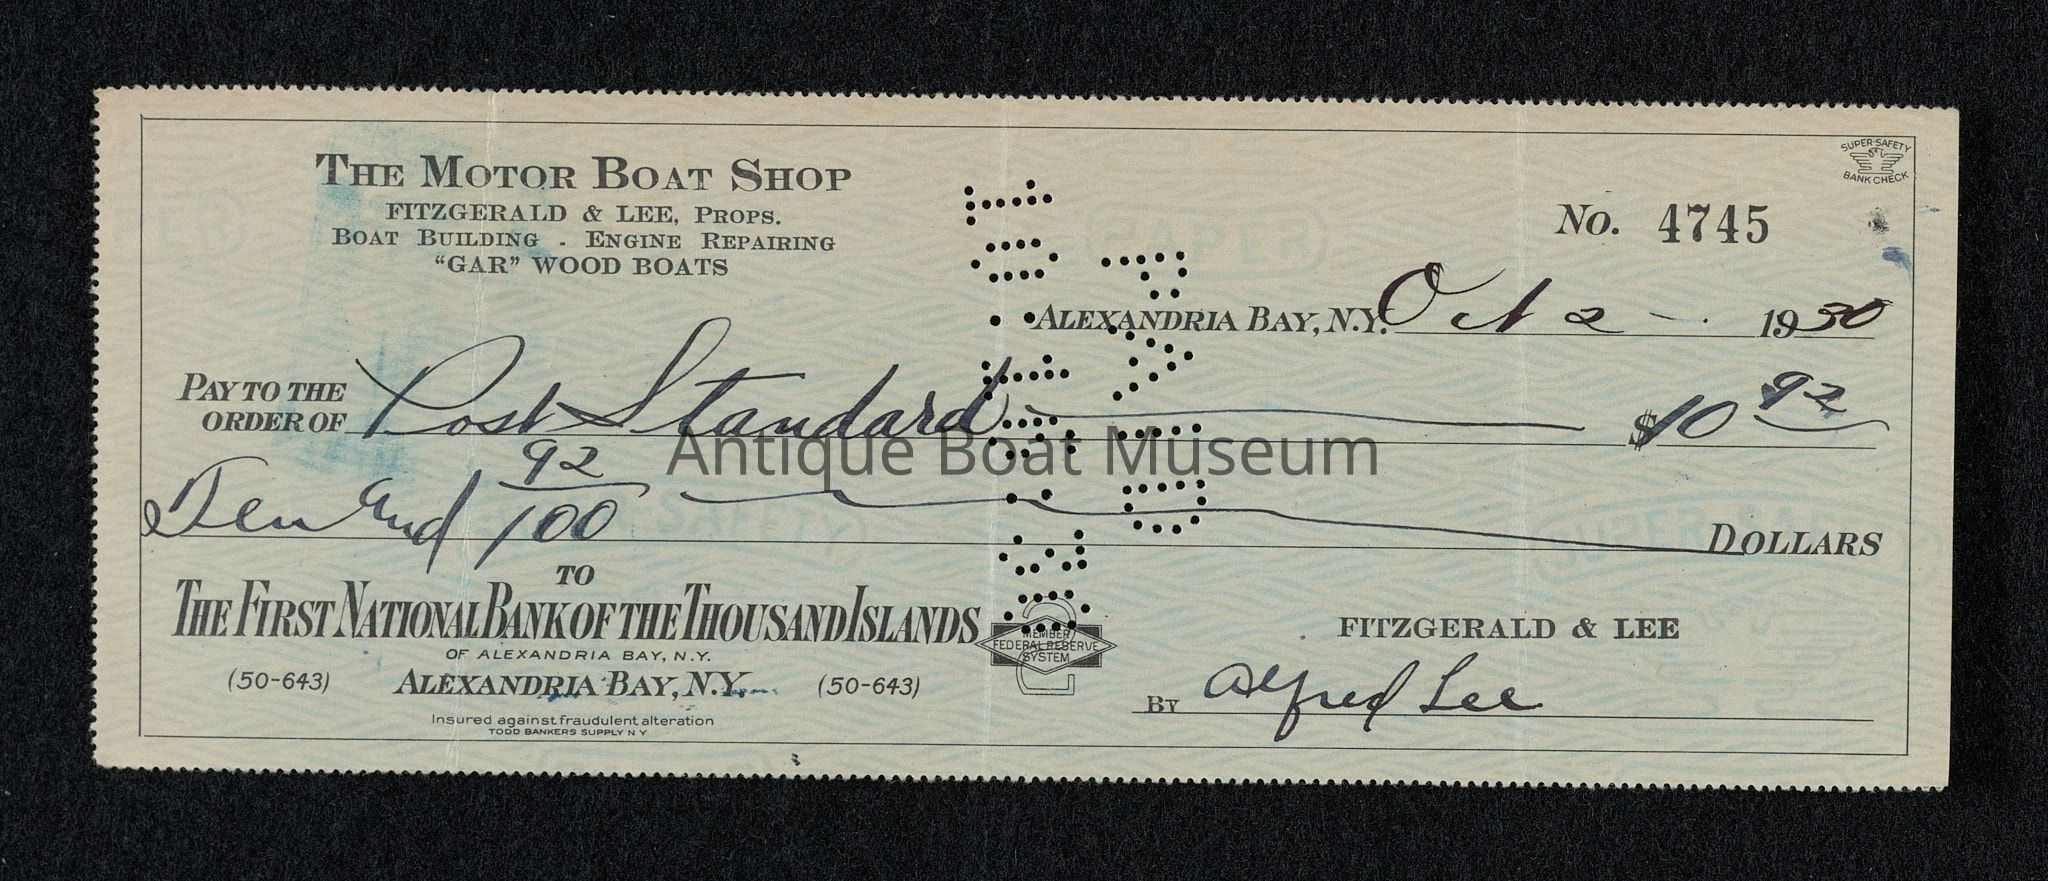 THE MOTOR BOAT SHOP
FITZGERALD & LEE, PROPS.
BOAT BUILDING - ENGINE REPAIRING
"GAR" WOOD BOATS
SUPER-SAFETY
BANK CHECK
No. 4745
ALEXANDRIA BAY, N.Y. Oct 2 - 1930
PAY TO THE
ORDER OF Post Standard $10 92
Antique Boat Museum
Ten and 92/100 DOLLARS
TO
THE FIRST NATIONAL BANK OF THE THOUSAND ISLANDS
OF ALEXANDRIA BAY, N.Y.
(50-643) ALEXANDRIA BAY, N.Y. (50-643)
Insured against fraudulent alteration
TODD BANKERS SUPPLY N Y
MEMBER
FEDERAL RESERVE
SYSTEM
FITZGERALD & LEE
BY Alfred Lee
PAID